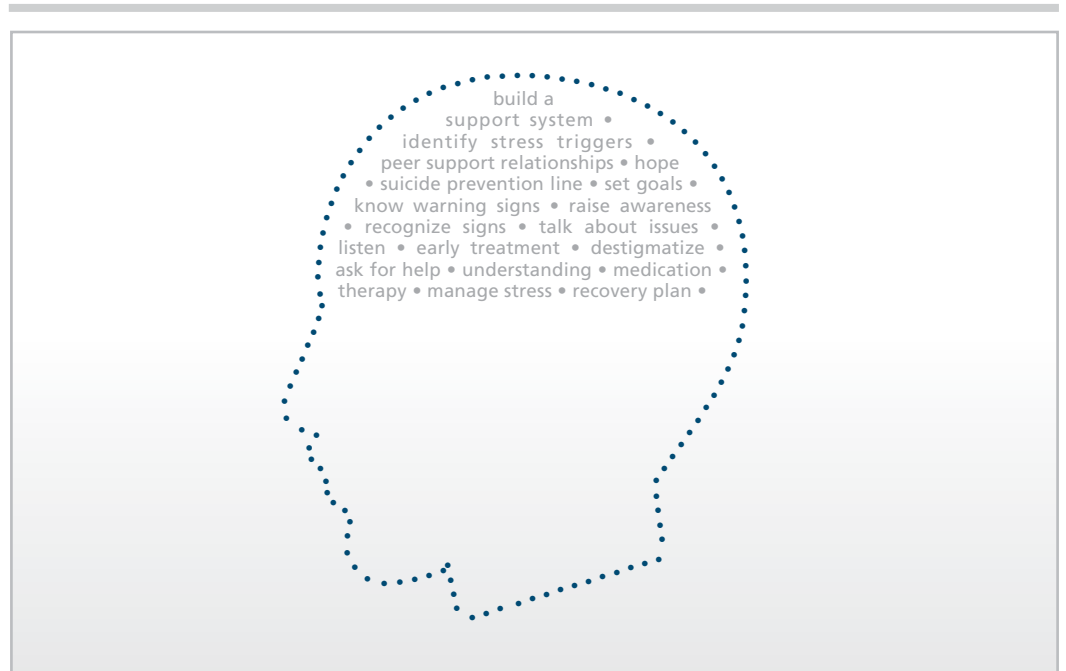 build a
support system •
identify stress triggers •
peer support relationships • hope
• suicide prevention line • set goals •
know warning signs • raise awareness
• recognize signs • talk about issues •
listen • early treatment • destigmatize •
ask for help • understanding • medication •
therapy • manage stress • recovery plan •